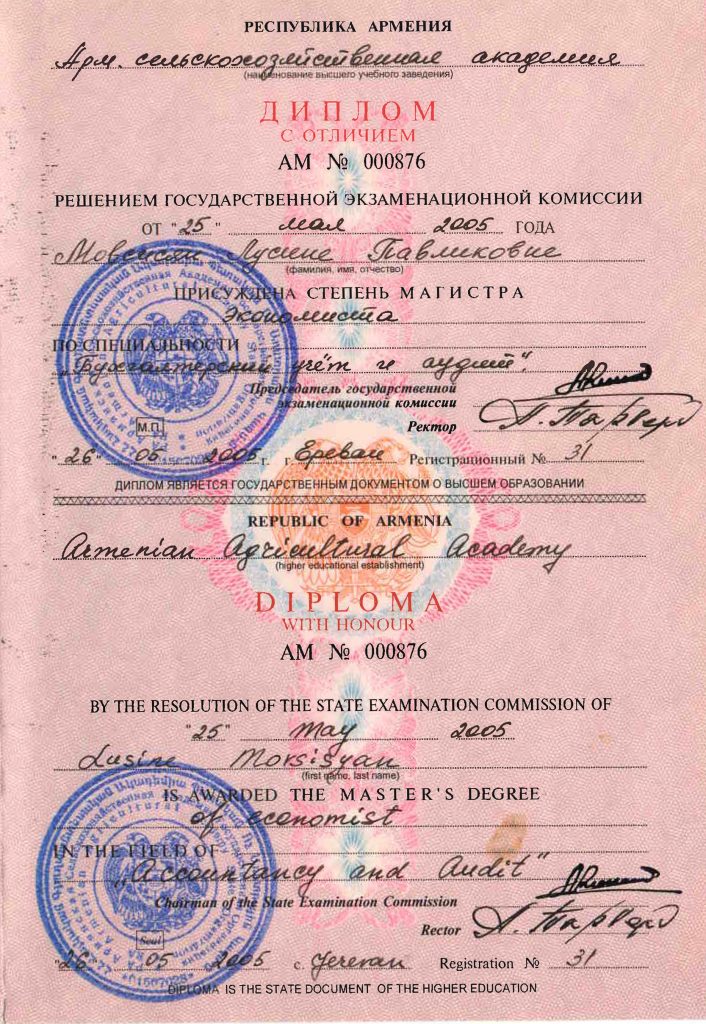 РЕСПУБЛИКА АРМЕНИЯ
Арм. сельскохозяйственная академия
(наименование высшего учебного заведения)
ДИПЛОМ
С ОТЛИЧИЕМ
АМ № 000876
РЕШЕНИЕМ ГОСУДАРСТВЕННОЙ ЭКЗАМЕНАЦИОННОЙ КОМИССИИ
ОТ "25" мая 2005 ГОДА
Мовсисян Лусине Павликовне
(фамилия, имя, отчество)
ПРИСУЖДЕНА СТЕПЕНЬ МАГИСТРА
Экономиста
ПО СПЕЦИАЛЬНОСТИ
„Бухгалтерский учёт и аудит".
Председатель государственной
экзаменационной комиссии
Ректор
М.П.
"26" 05 2005 г. г. Ереван Регистрационный № 31
ДИПЛОМ ЯВЛЯЕТСЯ ГОСУДАРСТВЕННЫМ ДОКУМЕНТОМ О ВЫСШЕМ ОБРАЗОВАНИИ
REPUBLIC OF ARMENIA
Armenian Agricultural Academy
(higher educational establishment)
DIPLOMA
WITH HONOUR
AM № 000876
BY THE RESOLUTION OF THE STATE EXAMINATION COMMISSION OF
"25" May 2005
Lusine Moksisyan
(first name, last name)
IS AWARDED THE MASTER'S DEGREE
of economist
IN THE FIELD OF
„Accountancy and Audit"
Chairman of the State Examination Commission
Rector
Seal
"26" 05 2005 c. Yerevan Registration № 31
DIPLOMA IS THE STATE DOCUMENT OF THE HIGHER EDUCATION